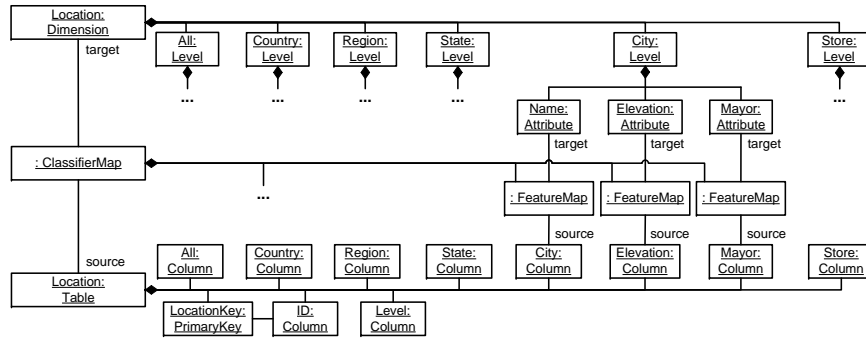 Location:
Dimension
target
All:
Level
Country:
Level
Region:
Level
State:
Level
City:
Level
Store:
Level
...
...
...
...
...
Name:
Attribute
Elevation:
Attribute
Mayor:
Attribute
target
target
target
: ClassifierMap
...
: FeatureMap
: FeatureMap
: FeatureMap
source
source
source
source
All:
Column
Country:
Column
Region:
Column
State:
Column
City:
Column
Elevation:
Column
Mayor:
Column
Store:
Column
Location:
Table
LocationKey:
PrimaryKey
ID:
Column
Level:
Column